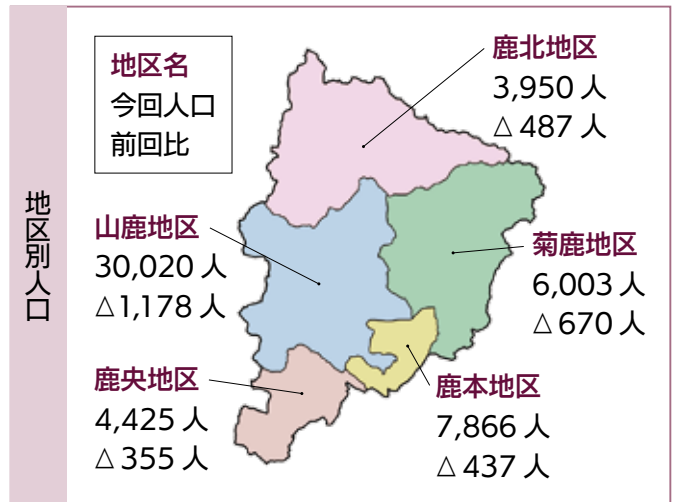 地区別人口
地区名
今回人口
前回比
鹿北地区
3,950 人
△ 487 人
山鹿地区
30,020 人
△1,178 人
菊鹿地区
6,003 人
△ 670 人
鹿央地区
4,425 人
△ 355 人
鹿本地区
7,866 人
△ 437 人